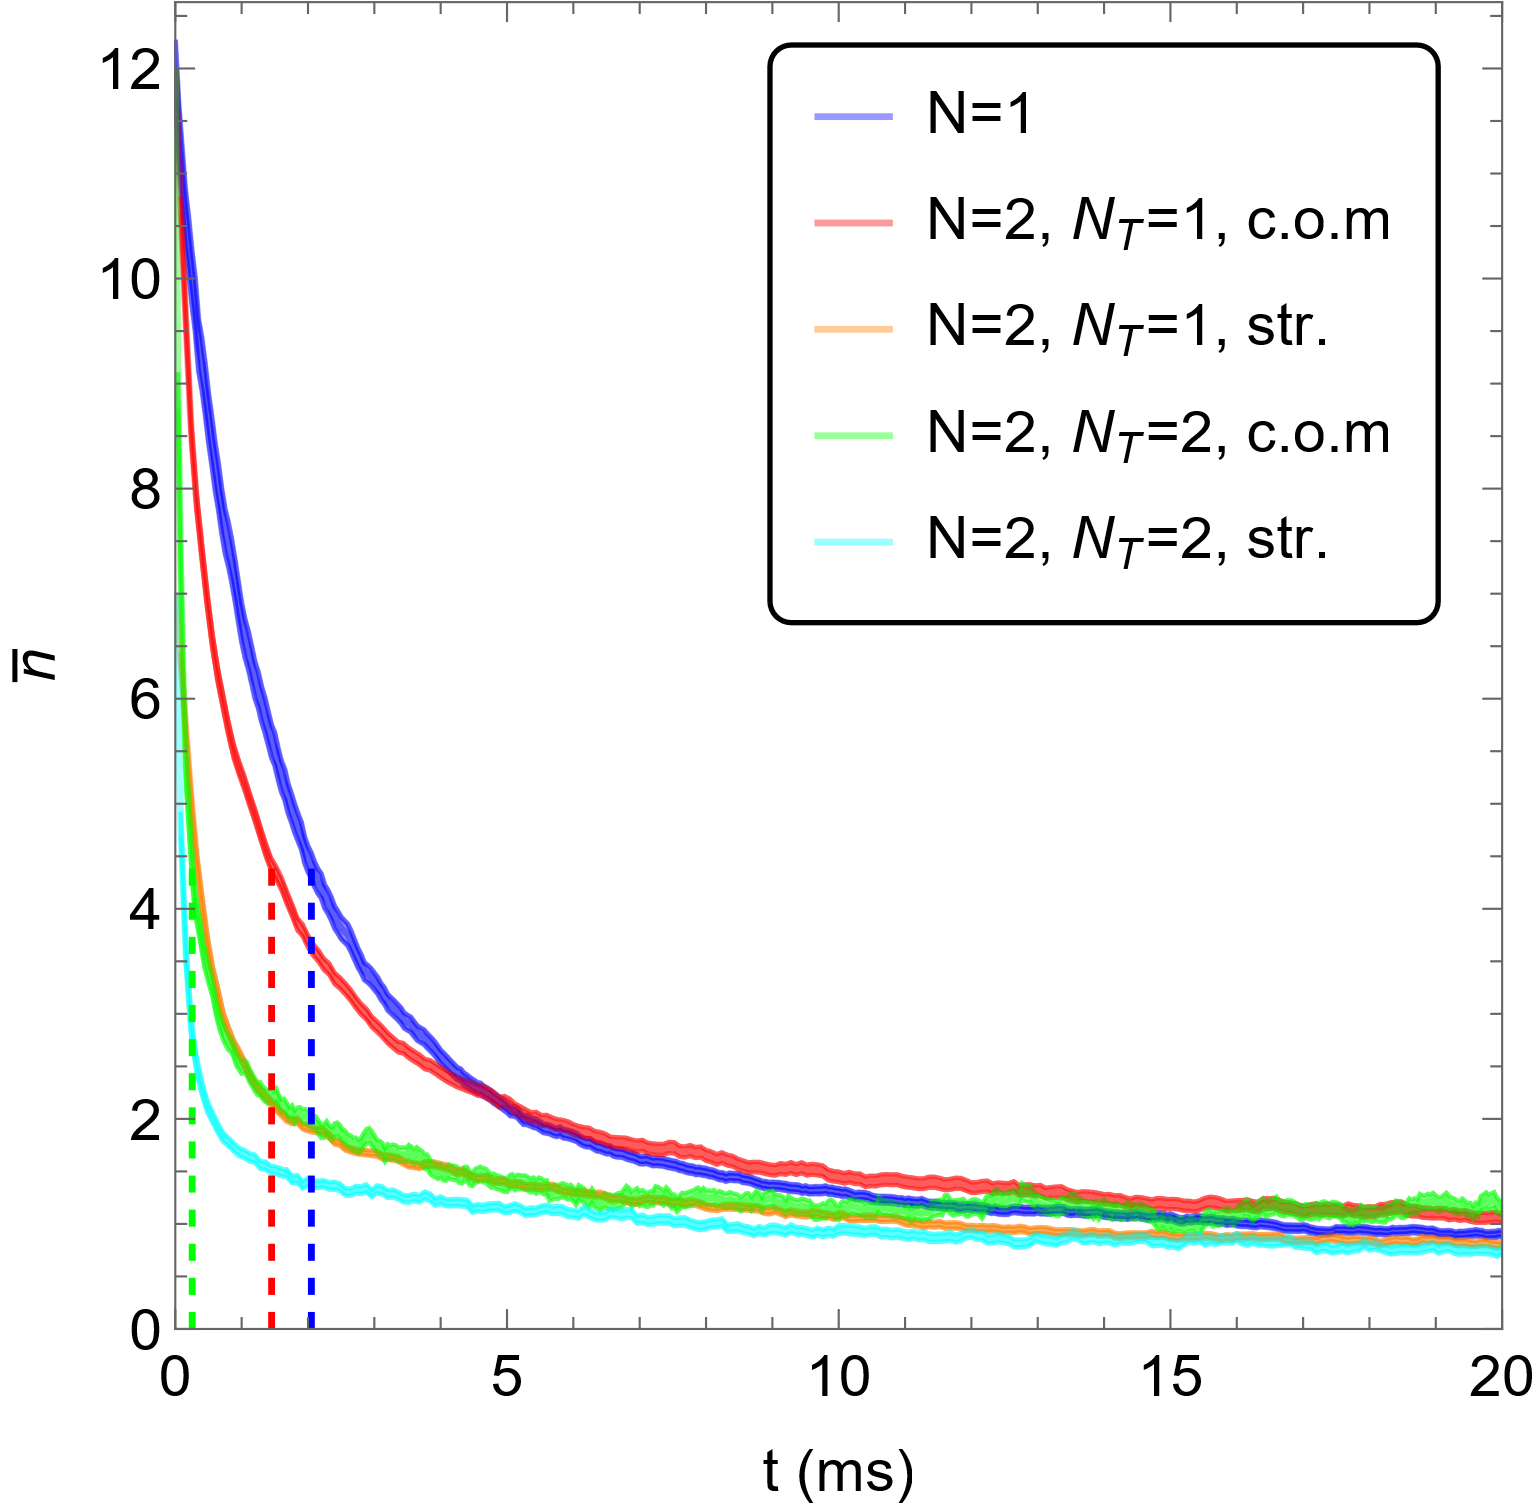 12
10
8
6
4
2
0
n̅
N=1
N=2, N_T=1, c.o.m
N=2, N_T=1, str.
N=2, N_T=2, c.o.m
N=2, N_T=2, str.
0 5 10 15 20
t (ms)